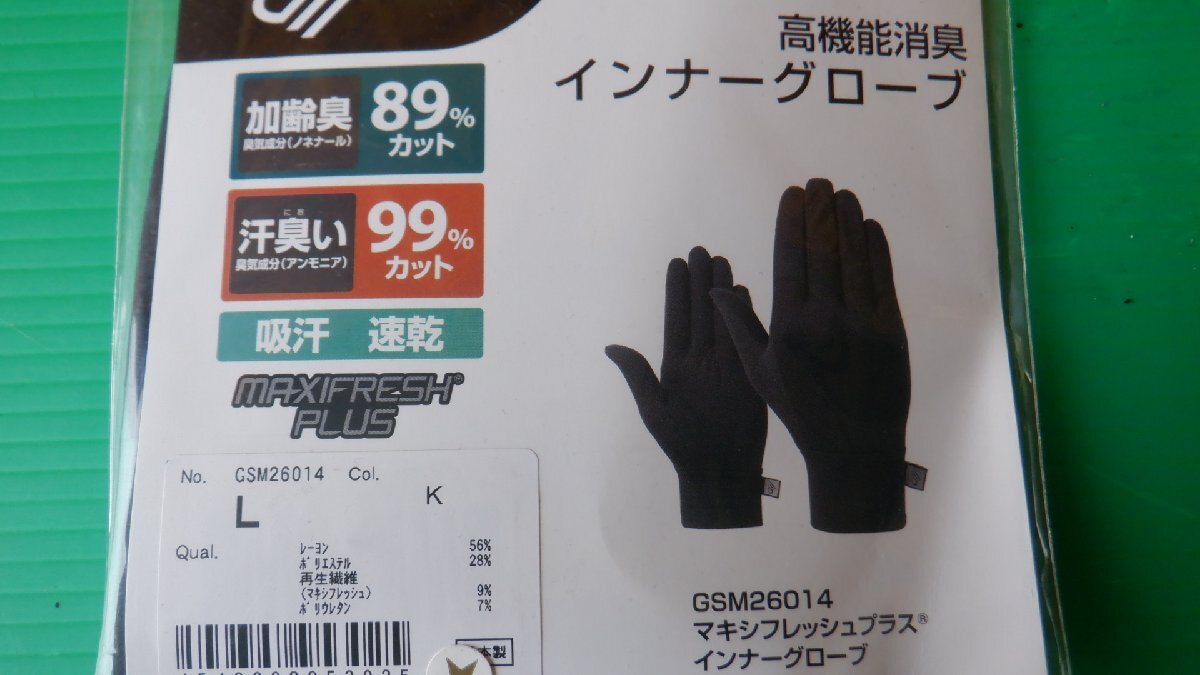 高機能消臭
インナーグローブ
加齢臭
臭気成分(ノネナール)
89%
カット
にお
汗臭い
臭気成分(アンモニア)
99%
カット
吸汗 速乾
MAXIFRESH®
PLUS
No. GSM26014 Col.
L K
Qual. レーヨン 56%
ポリエステル 28%
再生繊維
(マキシフレッシュ) 9%
ポリウレタン 7%
本製
GSM26014
マキシフレッシュプラス®
インナーグローブ